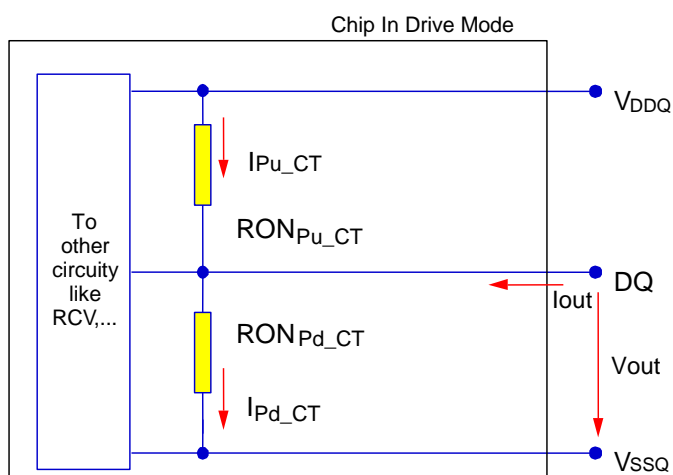 Chip In Drive Mode
VDDQ
IPu_CT
RONPu_CT
To
other
circuity
like
RCV,...
DQ
Iout
RONPd_CT
Vout
IPd_CT
VSSQ